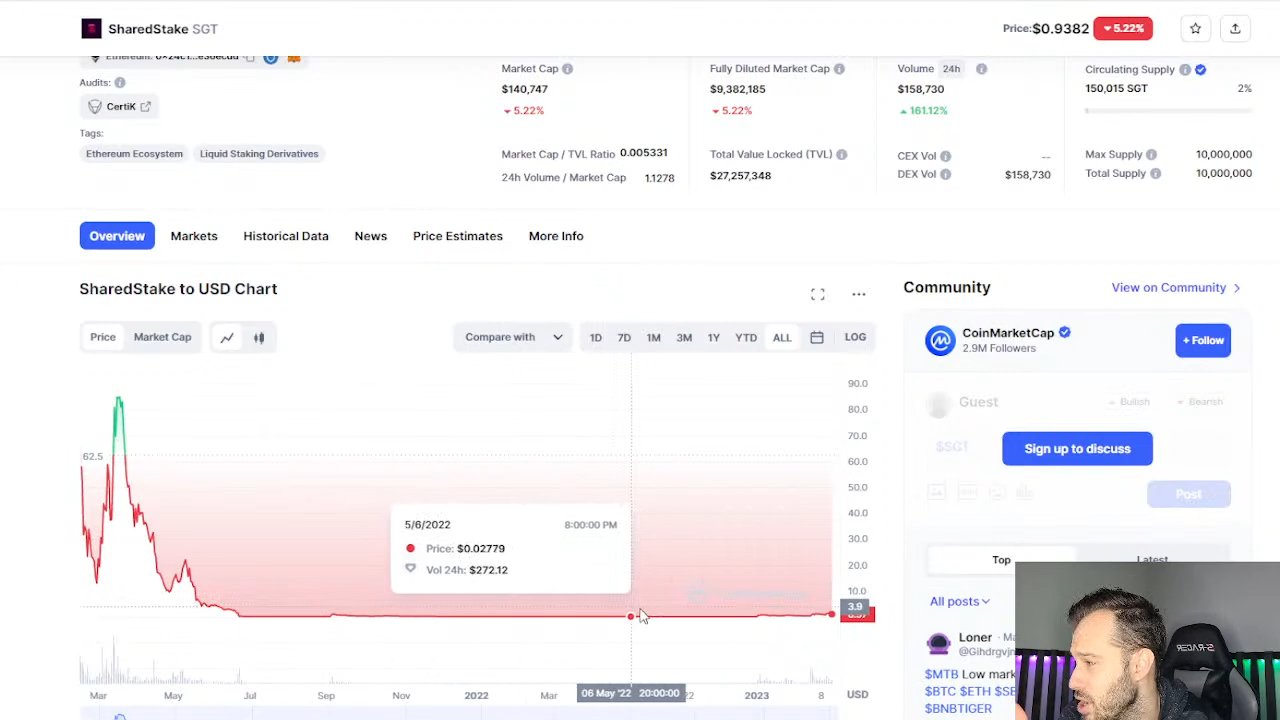 SharedStake SGT
Price: $0.9382 5.22%
Audits:
CertiK
Tags:
Ethereum Ecosystem Liquid Staking Derivatives
Market Cap
$140,747
5.22%
Market Cap / TVL Ratio 0.005331
24h Volume / Market Cap 1.1278
Fully Diluted Market Cap
$9,382,185
5.22%
Total Value Locked (TVL)
$27,257,348
Volume 24h
$158,730
161.12%
CEX Vol --
DEX Vol $158,730
Circulating Supply
150,015 SGT 2%
Max Supply 10,000,000
Total Supply 10,000,000
Overview Markets Historical Data News Price Estimates More Info
SharedStake to USD Chart
Price Market Cap
Compare with
1D 7D 1M 3M 1Y YTD ALL LOG
90.0
80.0
70.0
60.0
50.0
40.0
30.0
20.0
10.0
3.9
62.5
5/6/2022 8:00:00 PM
Price: $0.02779
Vol 24h: $272.12
Mar May Jul Sep Nov 2022 Mar 06 May '22 20:00:00 2023 8 USD
Community
View on Community
CoinMarketCap
2.9M Followers
+ Follow
Guest
Bullish Bearish
$SGT
Sign up to discuss
Post
Top Latest
All posts
Loner
$MTB Low mark
$BTC $ETH
$BNBTIGER